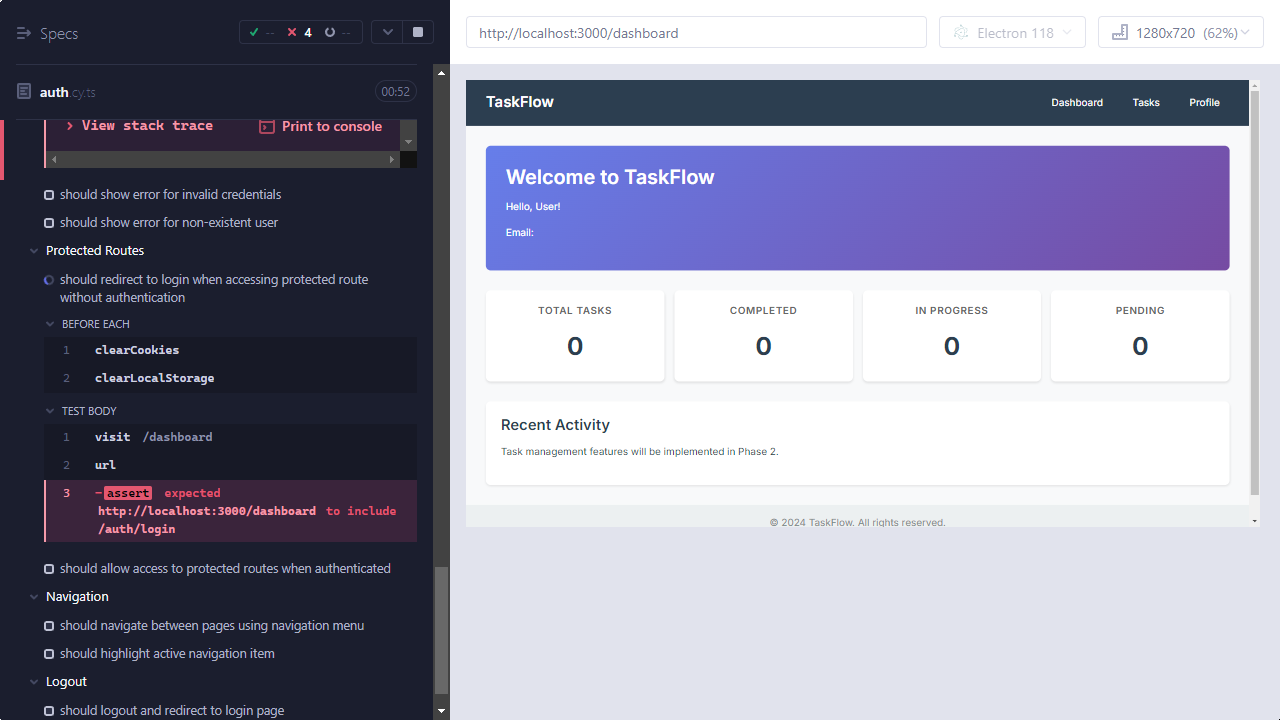 Specs
--
4
--
auth.cy.ts
00:52
View stack trace
Print to console
should show error for invalid credentials
should show error for non-existent user
Protected Routes
should redirect to login when accessing protected route
without authentication
BEFORE EACH
1 clearCookies
2 clearLocalStorage
TEST BODY
1 visit /dashboard
2 url
3 -assert expected
http://localhost:3000/dashboard to include
/auth/login
should allow access to protected routes when authenticated
Navigation
should navigate between pages using navigation menu
should highlight active navigation item
Logout
should logout and redirect to login page
http://localhost:3000/dashboard
Electron 118
1280x720 (62%)
TaskFlow
Dashboard
Tasks
Profile
Welcome to TaskFlow
Hello, User!
Email:
TOTAL TASKS
0
COMPLETED
0
IN PROGRESS
0
PENDING
0
Recent Activity
Task management features will be implemented in Phase 2.
© 2024 TaskFlow. All rights reserved.